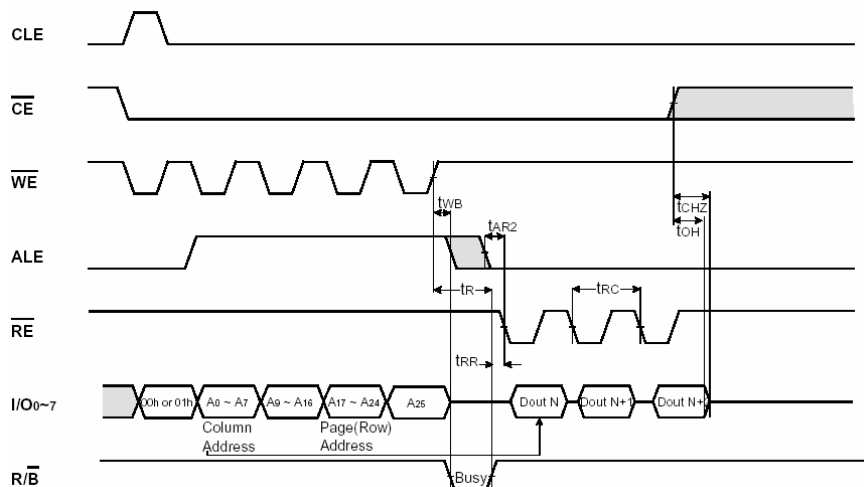 CLE
CE
tCHZ
WE
tWB
tOH
tAR2
ALE
tR
tRC
RE
tRR
I/O0~7
00h or 01h
A0 ~ A7
A9 ~ A16
A17 ~ A24
A25
Dout N
Dout N+1
Dout N+
Column
Address
Page(Row)
Address
R/B
Busy